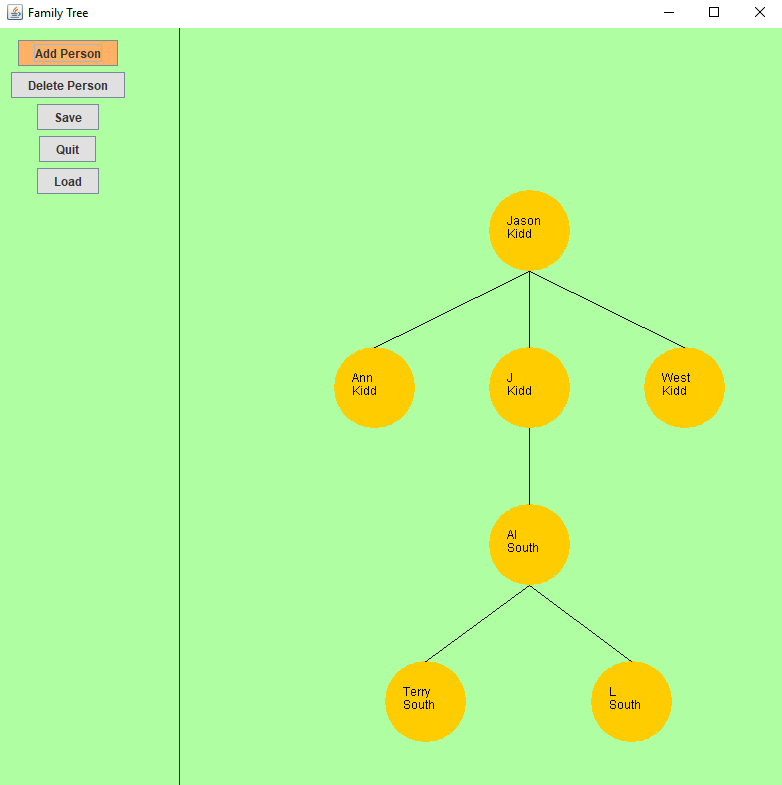 Family Tree
Add Person
Delete Person
Save
Quit
Load
Jason
Kidd
Ann
Kidd
J
Kidd
West
Kidd
Al
South
Terry
South
L
South